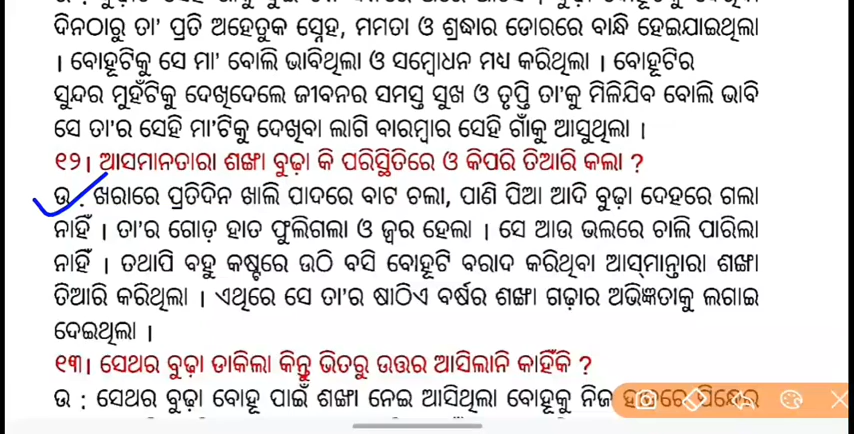 ଦିନଠାରୁ ତା' ପ୍ରତି ଅହେତୁକ ସ୍ନେହ, ମମତା ଓ ଶ୍ରଦ୍ଧାର ଡୋରରେ ବାନ୍ଧି ହେଇଯାଇଥିଲା
। ବୋହୂଟିକୁ ସେ ମା' ବୋଲି ଭାବିଥିଲା ଓ ସମ୍ବୋଧନ ମଧ୍ୟ କରିଥିଲା । ବୋହୂଟିର
ସୁନ୍ଦର ମୁହଁଟିକୁ ଦେଖିଦେଲେ ଜୀବନର ସମସ୍ତ ସୁଖ ଓ ତୃପ୍ତି ତା'କୁ ମିଳିଯିବ ବୋଲି ଭାବି
ସେ ତା'ର ସେହି ମା'ଟିକୁ ଦେଖିବା ଲାଗି ବାରମ୍ବାର ସେହି ଗାଁକୁ ଆସୁଥିଲା ।
୧୨। ଆସମାନତାରା ଶଙ୍ଖା ବୁଢ଼ା କି ପରିସ୍ଥିତିରେ ଓ କିପରି ତିଆରି କଲା ?
ଉ : ଖରାରେ ପ୍ରତିଦିନ ଖାଲି ପାଦରେ ବାଟ ଚଲା, ପାଣି ପିଆ ଆଦି ବୁଢ଼ା ଦେହରେ ଗଲା
ନାହିଁ । ତା'ର ଗୋଡ଼ ହାତ ଫୁଲିଗଲା ଓ ଜ୍ୱର ହେଲା । ସେ ଆଉ ଭଲରେ ଚାଲି ପାରିଲା
ନାହିଁ । ତଥାପି ବହୁ କଷ୍ଟରେ ଉଠି ବସି ବୋହୂଟି ବରାଦ କରିଥିବା ଆସ୍ମାନ୍ତାରା ଶଙ୍ଖା
ତିଆରି କରିଥିଲା । ଏଥିରେ ସେ ତା'ର ଷାଠିଏ ବର୍ଷର ଶଙ୍ଖା ଗଢ଼ାର ଅଭିଜ୍ଞତାକୁ ଲଗାଇ
ଦେଇଥିଲା ।
୧୩। ସେଥର ବୁଢ଼ା ଡାକିଲା କିନ୍ତୁ ଭିତରୁ ଉତ୍ତର ଆସିଲାନି କାହିଁକି ?
ଉ : ସେଥର ବୁଢ଼ା ବୋହୂ ପାଇଁ ଶଙ୍ଖା ନେଇ ଆସିଥିଲା ବୋହୂକୁ ନିଜ